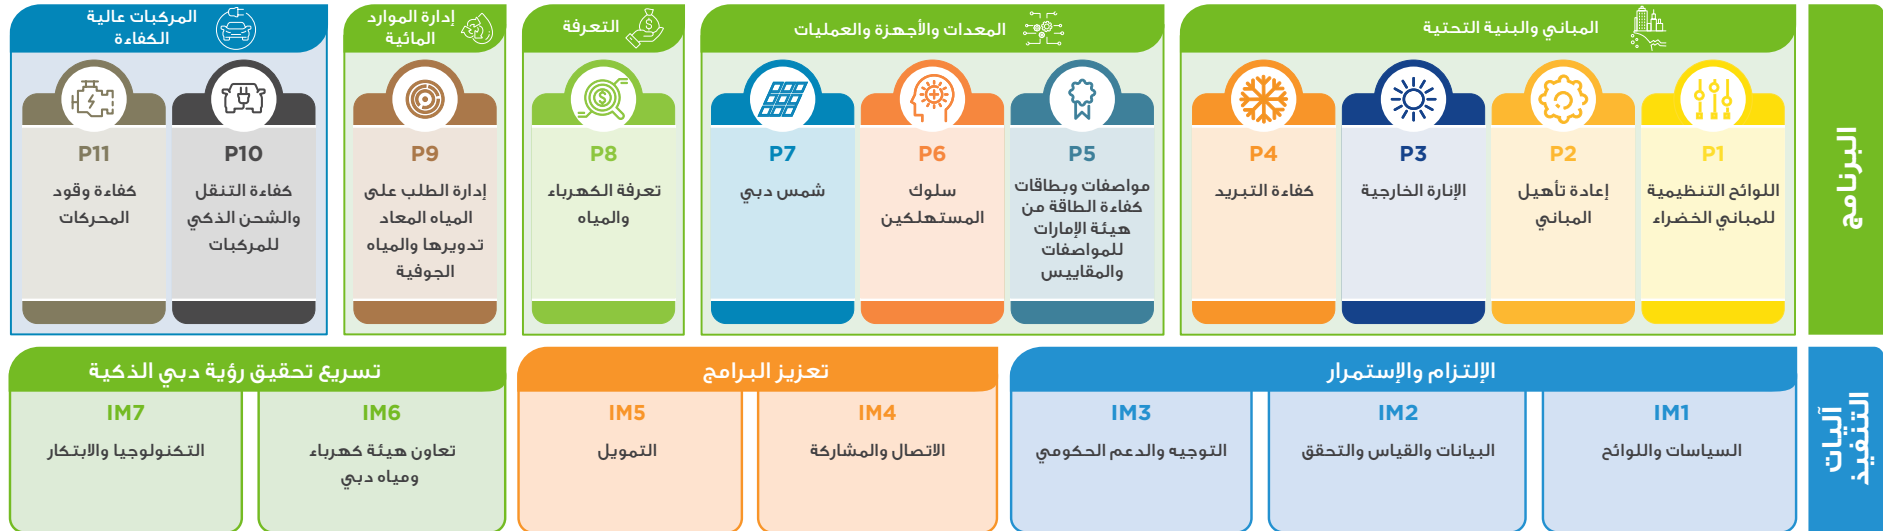 البرنامج
المباني والبنية التحتية
P1
اللوائح التنظيمية
للمباني الخضراء
P2
إعادة تأهيل
المباني
P3
الإنارة الخارجية
P4
كفاءة التبريد
المعدات والأجهزة والعمليات
P5
مواصفات وبطاقات
كفاءة الطاقة من
هيئة الإمارات
للمواصفات
والمقاييس
P6
سلوك
المستهلكين
P7
شمس دبي
التعرفة
P8
تعرفة الكهرباء
والمياه
إدارة الموارد
المائية
P9
إدارة الطلب على
المياه المعاد
تدويرها والمياه
الجوفية
المركبات عالية
الكفاءة
P10
كفاءة التنقل
والشحن الذكي
للمركبات
P11
كفاءة وقود
المحركات
آليات
التنفيذ
الإلتزام والإستمرار
IM1
السياسات واللوائح
IM2
البيانات والقياس والتحقق
IM3
التوجيه والدعم الحكومي
تعزيز البرامج
IM4
الاتصال والمشاركة
IM5
التمويل
تسريع تحقيق رؤية دبي الذكية
IM6
تعاون هيئة كهرباء
ومياه دبي
IM7
التكنولوجيا والابتكار